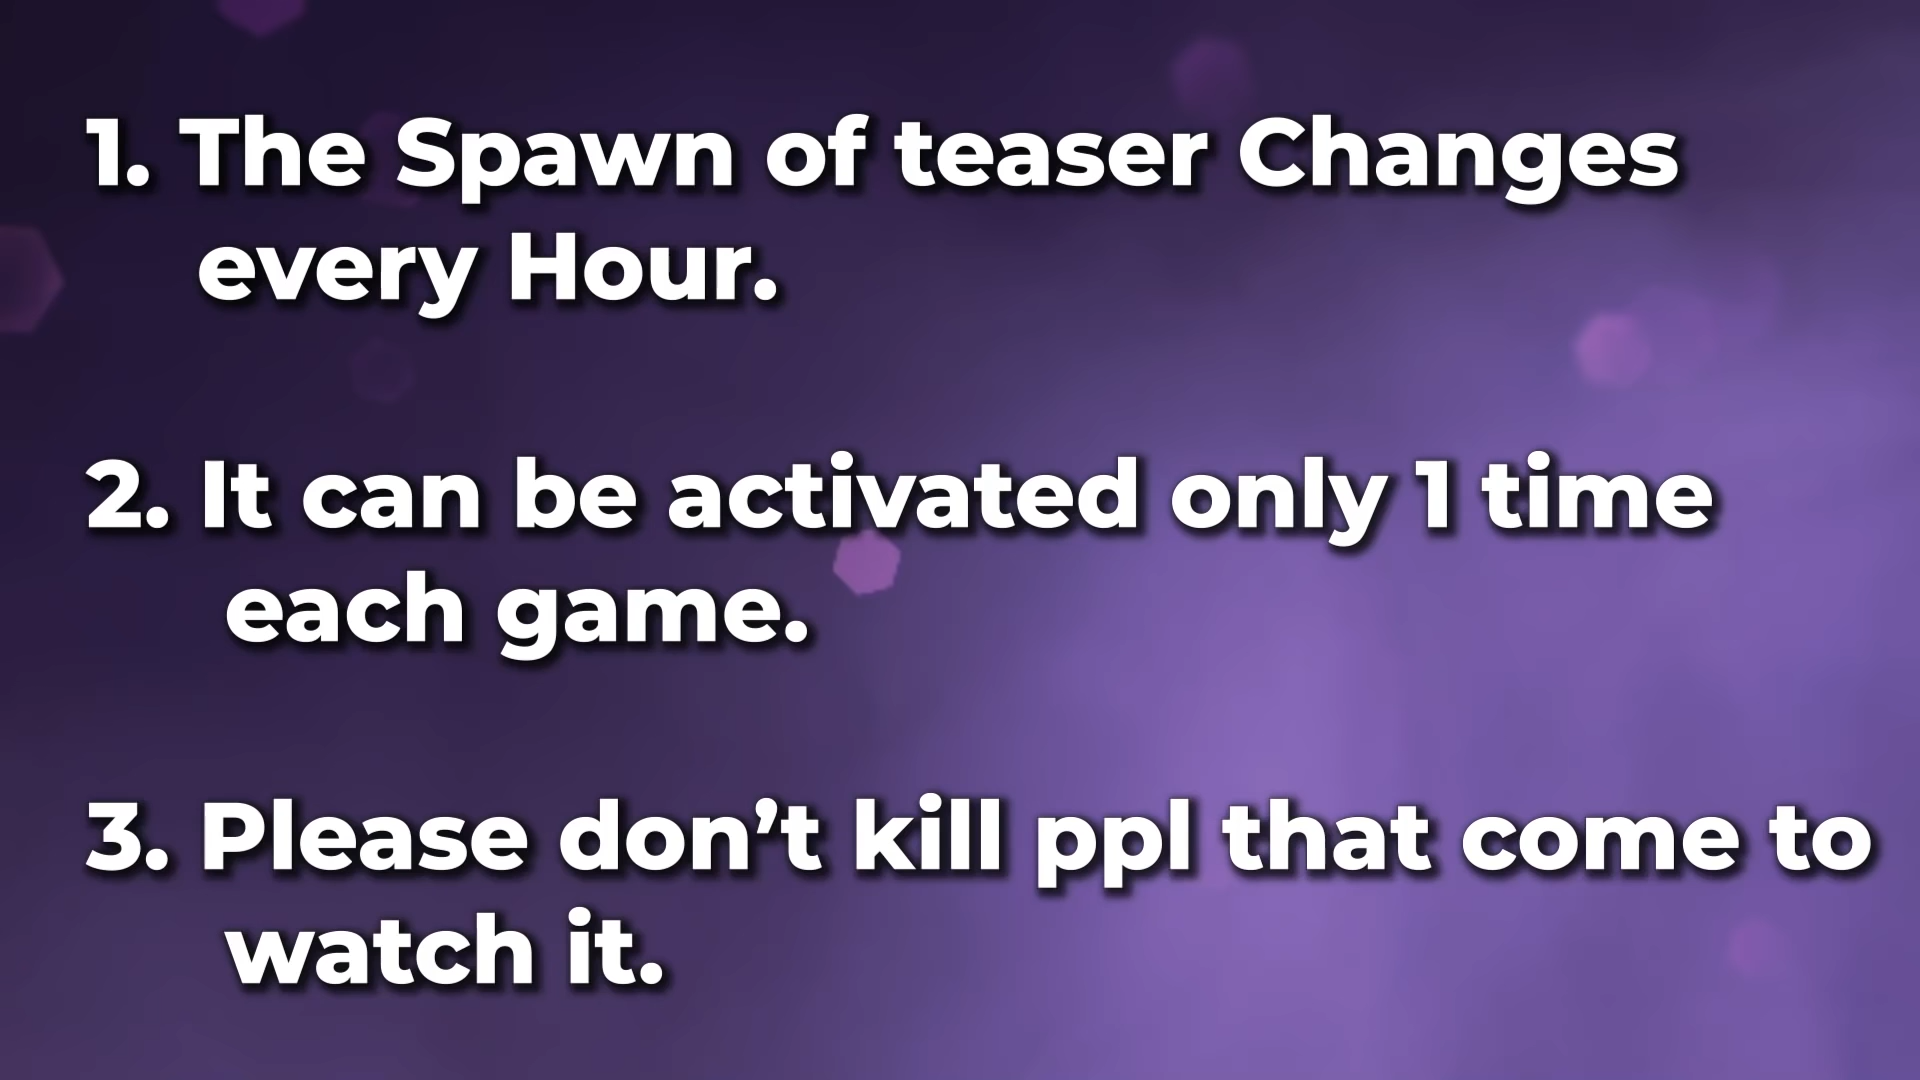 1. The Spawn of teaser Changes
every Hour.
2. It can be activated only 1 time
each game.
3. Please don’t kill ppl that come to
watch it.